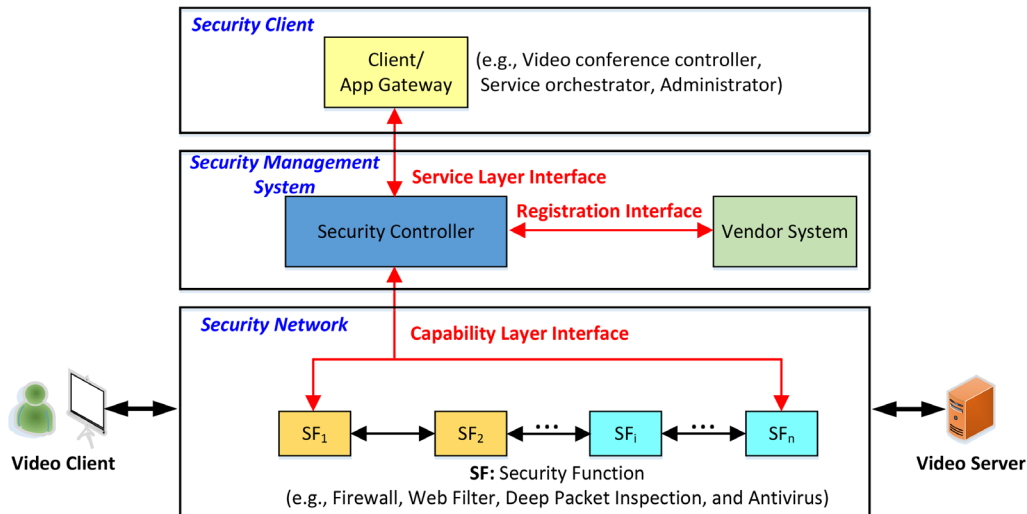 Security Client
Client/
App Gateway
(e.g., Video conference controller,
Service orchestrator, Administrator)
Security Management
System
Service Layer Interface
Registration Interface
Security Controller
Vendor System
Security Network
Capability Layer Interface
SF1
SF2
...
SFi
...
SFn
Video Client
Video Server
SF: Security Function
(e.g., Firewall, Web Filter, Deep Packet Inspection, and Antivirus)